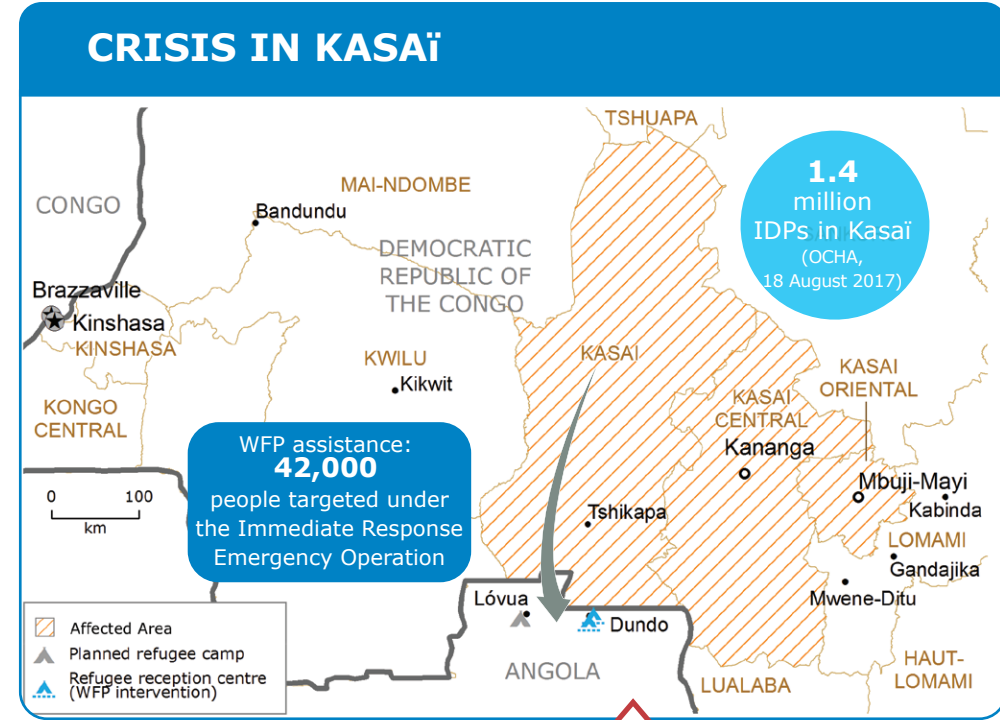 CRISIS IN KASAï
TSHUAPA
1.4
million
IDPs in Kasaï
(OCHA,
18 August 2017)
MAI-NDOMBE
CONGO
Bandundu
DEMOCRATIC
REPUBLIC OF
THE CONGO
Brazzaville
Kinshasa
KINSHASA
KWILU
Kikwit
KASAI
KASAI
ORIENTAL
KASAI
CENTRAL
KONGO
CENTRAL
Kananga
WFP assistance:
42,000
people targeted under
the Immediate Response
Emergency Operation
0 100
km
Mbuji-Mayi
Kabinda
Tshikapa
LOMAMI
Gandajika
Mwene-Ditu
Lóvua
Dundo
ANGOLA
LUALABA
HAUT-
LOMAMI
Affected Area
Planned refugee camp
Refugee reception centre
(WFP intervention)